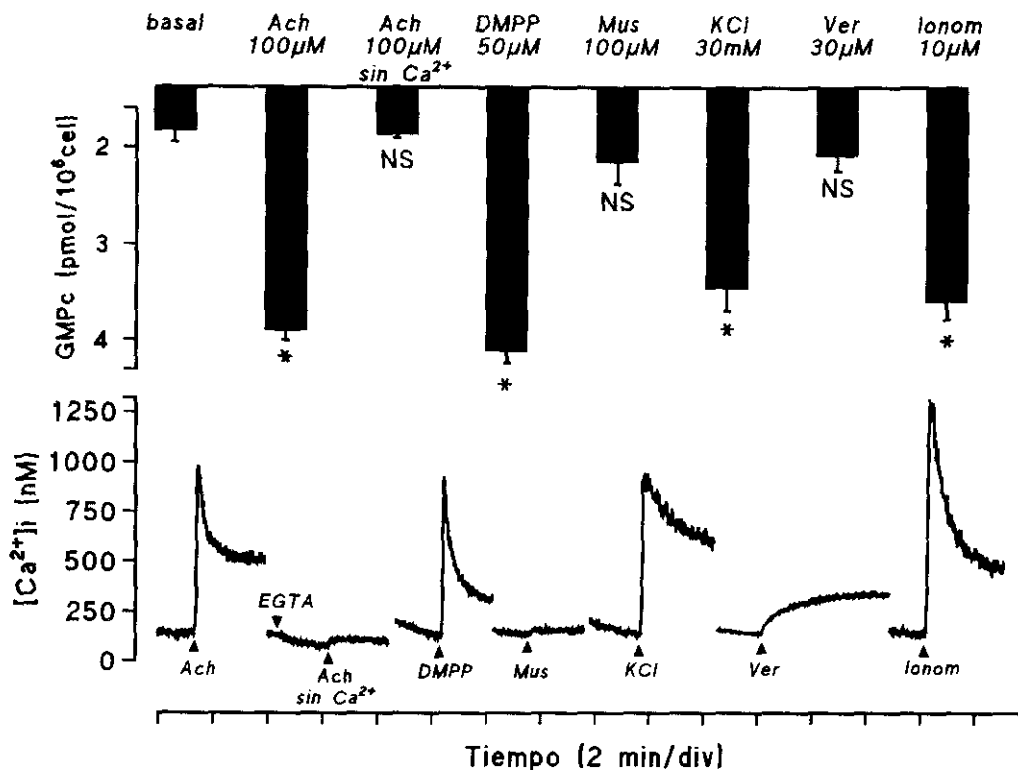 basal Ach Ach DMPP Mus KCl Ver Ionom
100μM 100μM 50μM 100μM 30mM 30μM 10μM
sin Ca²⁺
GMPc (pmol/10⁶cel)
2
3
4
NS
NS
NS
*
*
*
*
[Ca²⁺]i (nM)
1250
1000
750
500
250
0
EGTA
Ach
Ach
sin Ca²⁺
DMPP
Mus
KCl
Ver
Ionom
Tiempo (2 min/div)